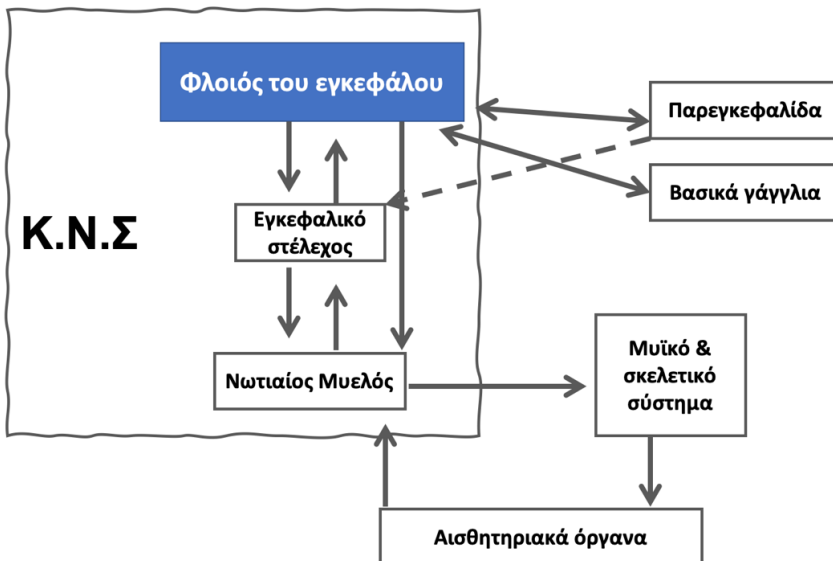 Φλοιός του εγκεφάλου
Παρεγκεφαλίδα
Βασικά γάγγλια
Εγκεφαλικό
στέλεχος
Κ.Ν.Σ
Νωτιαίος Μυελός
Μυϊκό &
σκελετικό
σύστημα
Αισθητηριακά όργανα